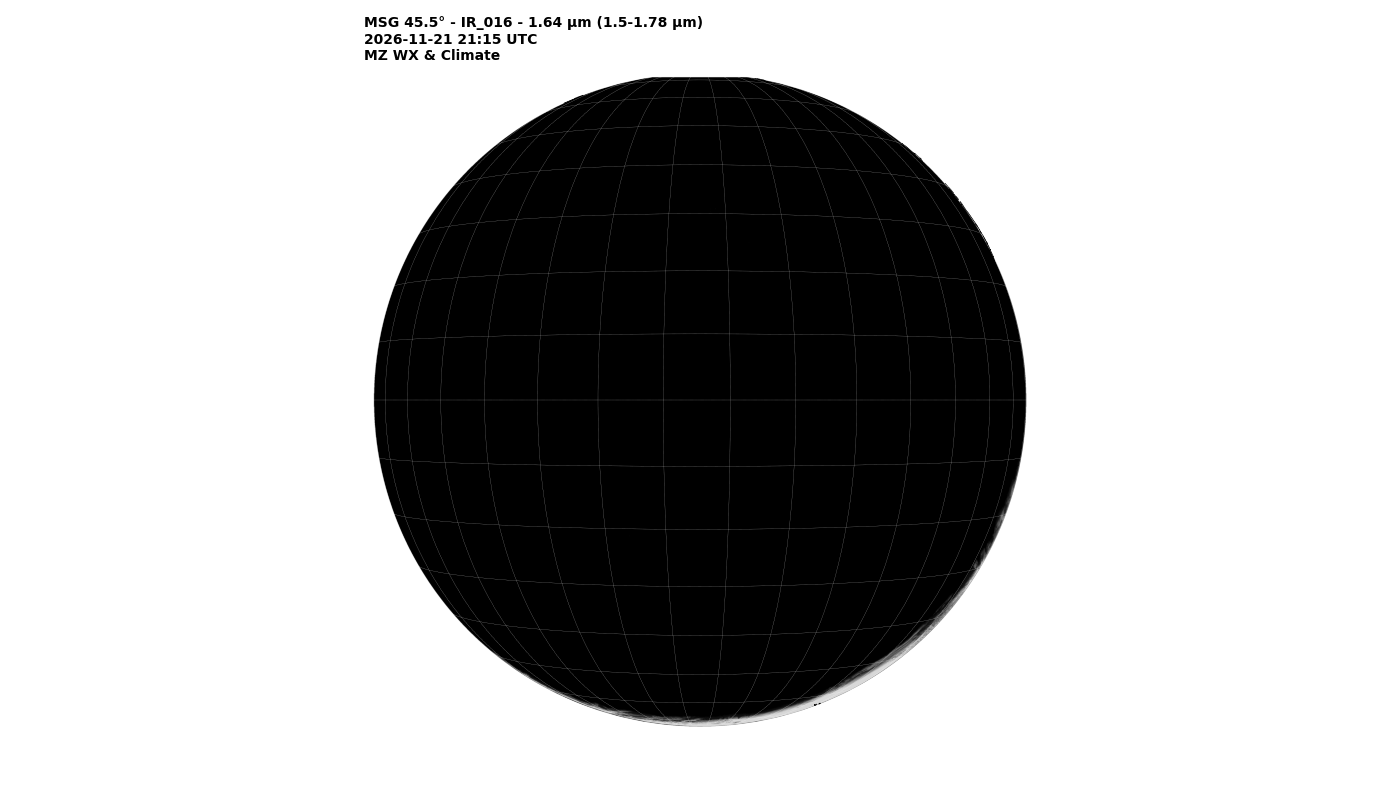 MSG 45.5° - IR_016 - 1.64 µm (1.5-1.78 µm)
2026-11-21 21:15 UTC
MZ WX & Climate